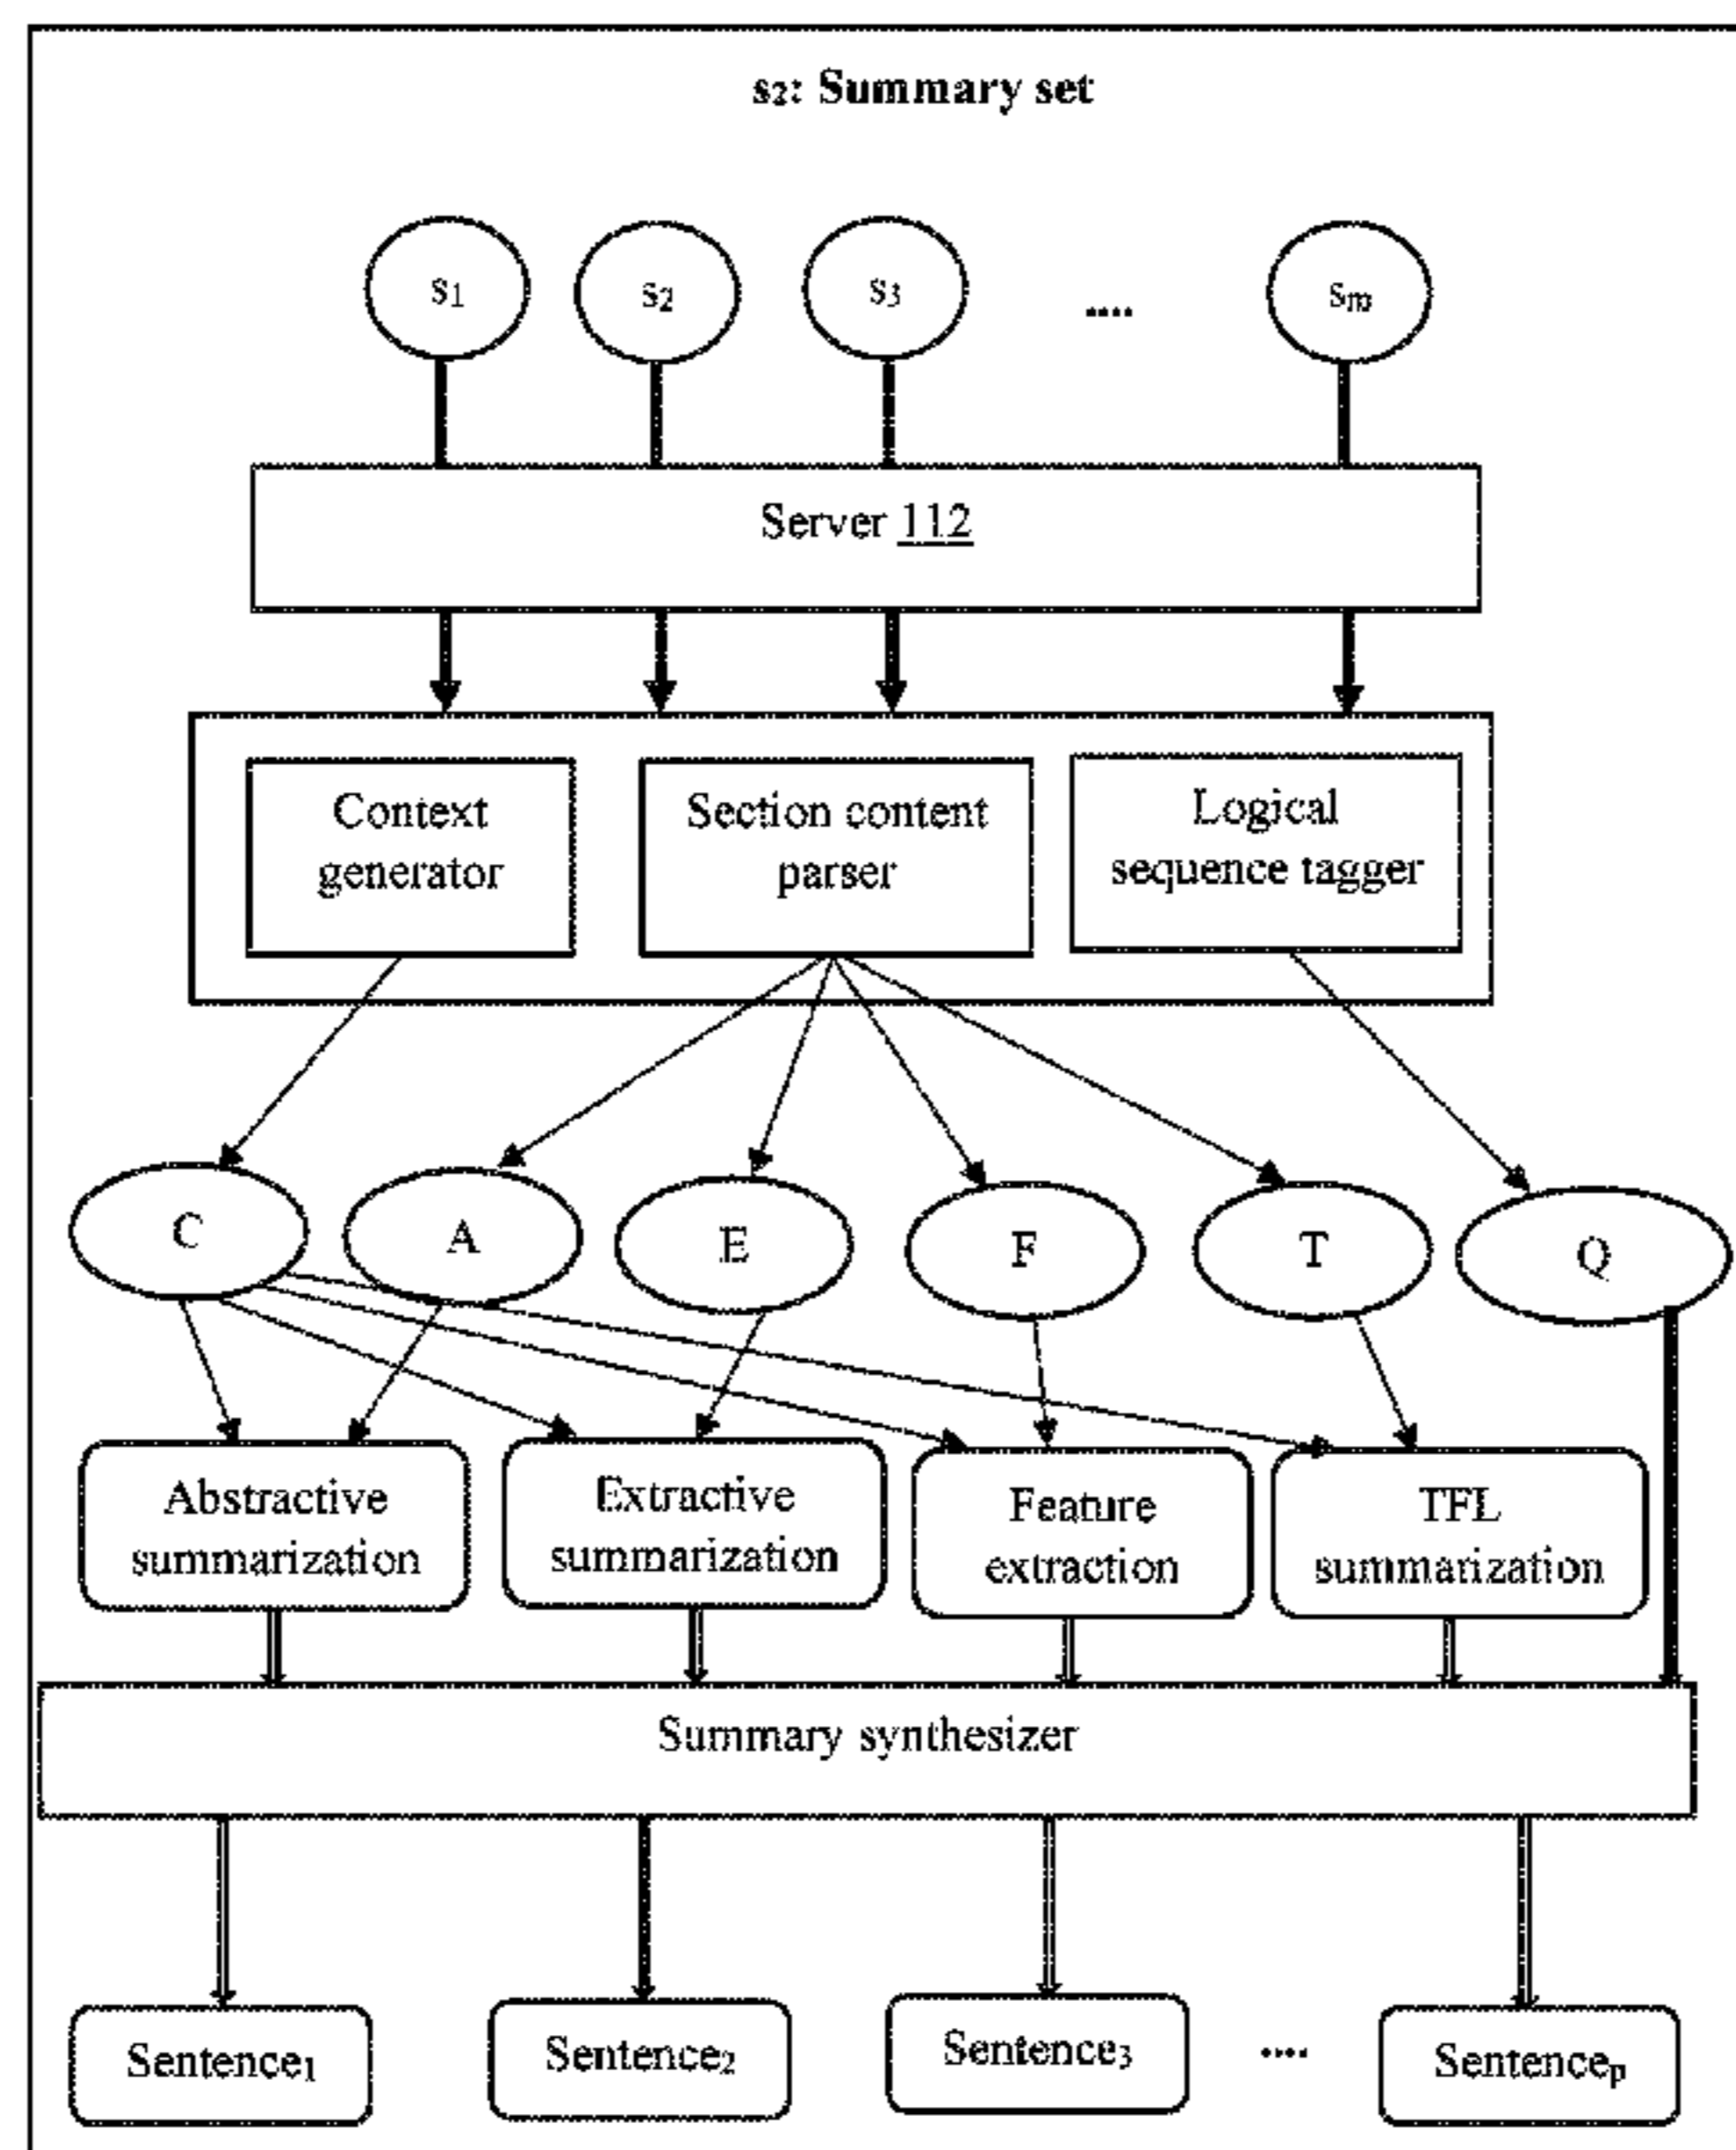 s₂: Summary set
s₁ s₂ s₃ .... sₘ
Server 112
Context
generator
Section content
parser
Logical
sequence tagger
C A E F T Q
Abstractive
summarization
Extractive
summarization
Feature
extraction
TFL
summarization
Summary synthesizer
Sentence₁ Sentence₂ Sentence₃ .... Sentenceₚ